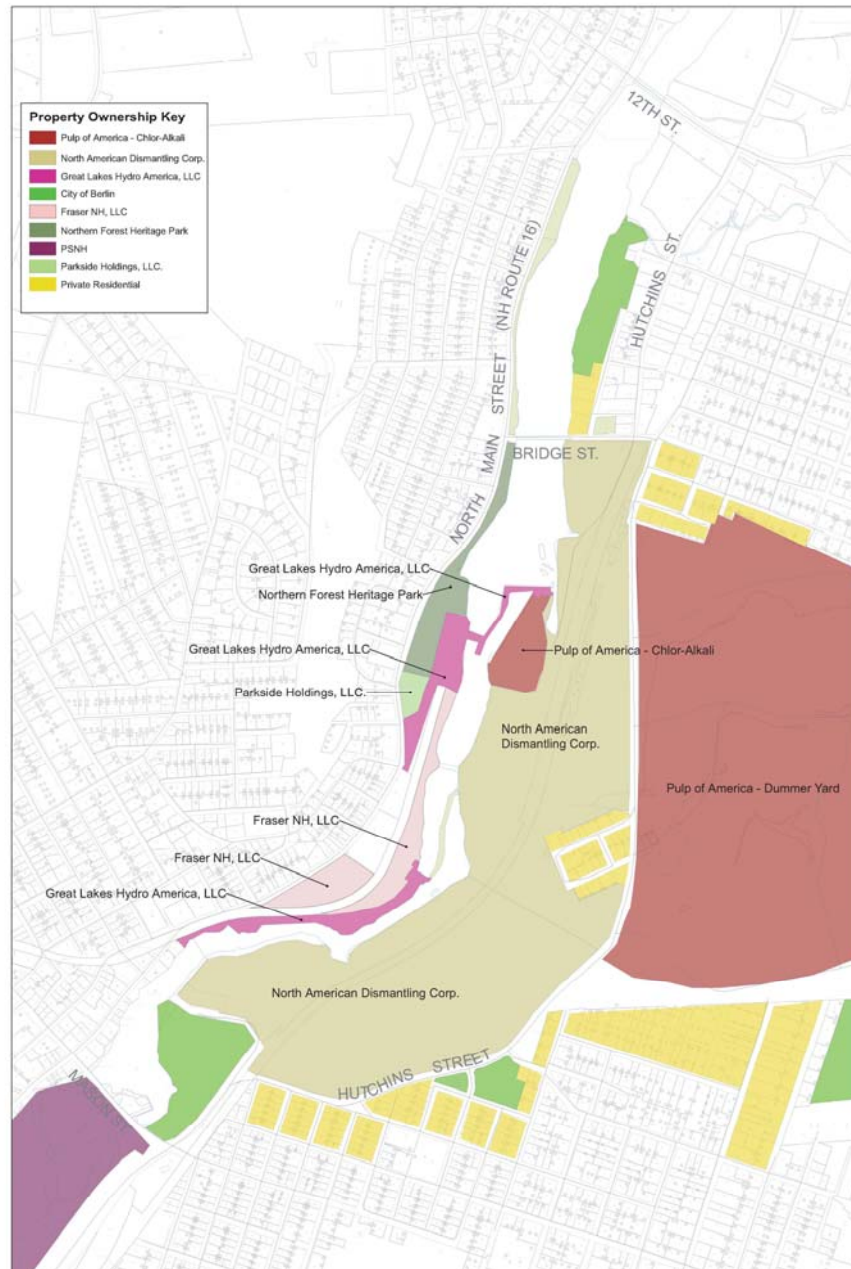 Property Ownership Key
Pulp of America - Chlor-Alkali
North American Dismantling Corp.
Great Lakes Hydro America, LLC
City of Berlin
Fraser NH, LLC
Northern Forest Heritage Park
PSNH
Parkside Holdings, LLC.
Private Residential
12TH ST.
HUTCHINS ST.
NORTH MAIN STREET (NH ROUTE 16)
BRIDGE ST.
Great Lakes Hydro America, LLC
Northern Forest Heritage Park
Great Lakes Hydro America, LLC
Pulp of America - Chlor-Alkali
Parkside Holdings, LLC.
North American
Dismantling Corp.
Pulp of America - Dummer Yard
Fraser NH, LLC
Fraser NH, LLC
Great Lakes Hydro America, LLC
North American Dismantling Corp.
HUTCHINS STREET
MASON ST.